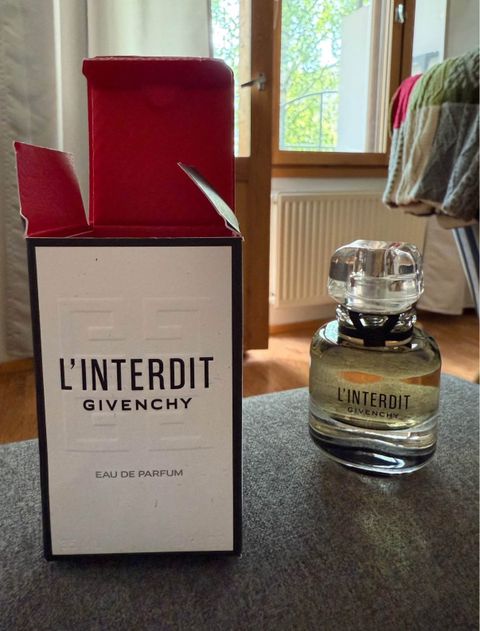 L'INTERDIT
GIVENCHY
EAU DE PARFUM
L'INTERDIT
GIVENCHY